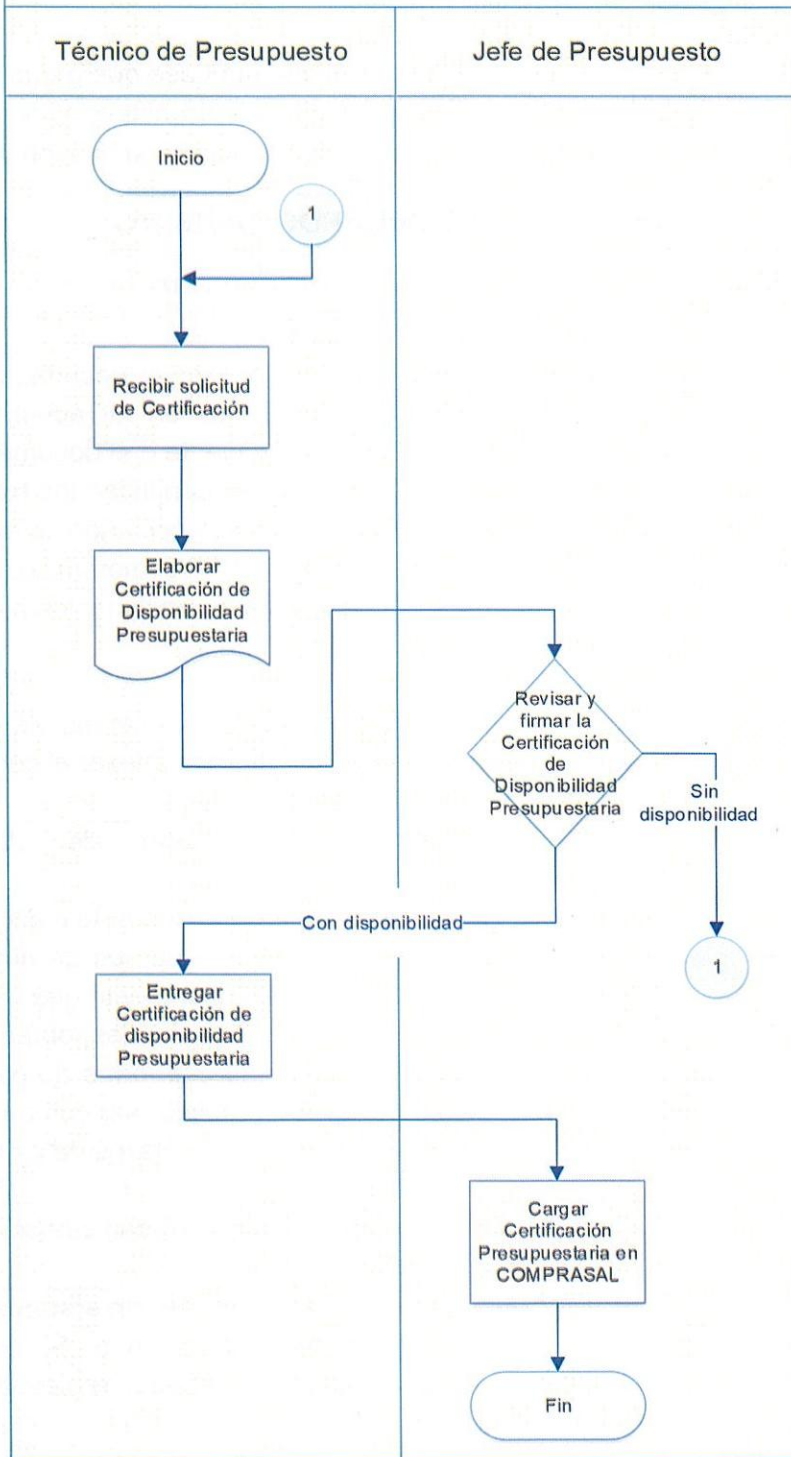 Técnico de Presupuesto
Jefe de Presupuesto
Inicio
1
Recibir solicitud
de Certificación
Elaborar
Certificación de
Disponibilidad
Presupuestaria
Revisar y
firmar la
Certificación
de
Disponibilidad
Presupuestaria
Sin
disponibilidad
Con disponibilidad
1
Entregar
Certificación de
disponibilidad
Presupuestaria
Cargar
Certificación
Presupuestaria en
COMPRASAL
Fin